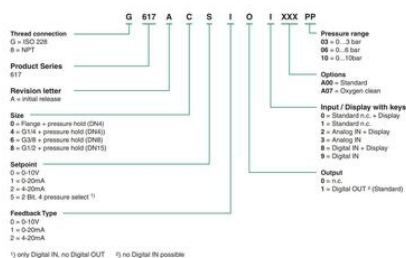 G 617 A C S I O I XXX PP
Thread connection
G = ISO 228
8 = NPT
Product Series
617
Revision letter
A = initial release
Size
0 = Flange + pressure hold (DN4)
4 = G1/4 + pressure hold (DN4))
6 = G3/8 + pressure hold (DN8)
8 = G1/2 + pressure hold (DN15)
Setpoint
0 = 0-10V
1 = 0-20mA
2 = 4-20mA
5 = 2 Bit, 4 pressure select ¹⁾
Feedback Type
0 = 0-10V
1 = 0-20mA
2 = 4-20mA
Pressure range
03 = 0...3 bar
06 = 0...6 bar
10 = 0...10bar
Options
A00 = Standard
A07 = Oxygen clean
Input / Display with keys
0 = Standard n.c. + Display
1 = Standard n.c.
2 = Analog IN + Display
3 = Analog IN
8 = Digital IN + Display
9 = Digital IN
Output
0 = n.c.
1 = Digital OUT ²⁾ (Standard)
¹⁾ only Digital IN, no Digital OUT ²⁾ no Digital IN possible